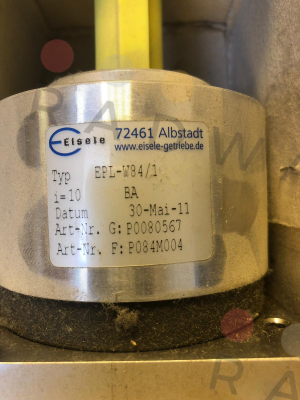 Eisele
72461 Albstadt
www.eisele-getriebe.de
Typ EPL-W84/1
i=10 BA
Datum 30-Mai-11
Art-Nr. G: P0080567
Art-Nr. F: P084M004